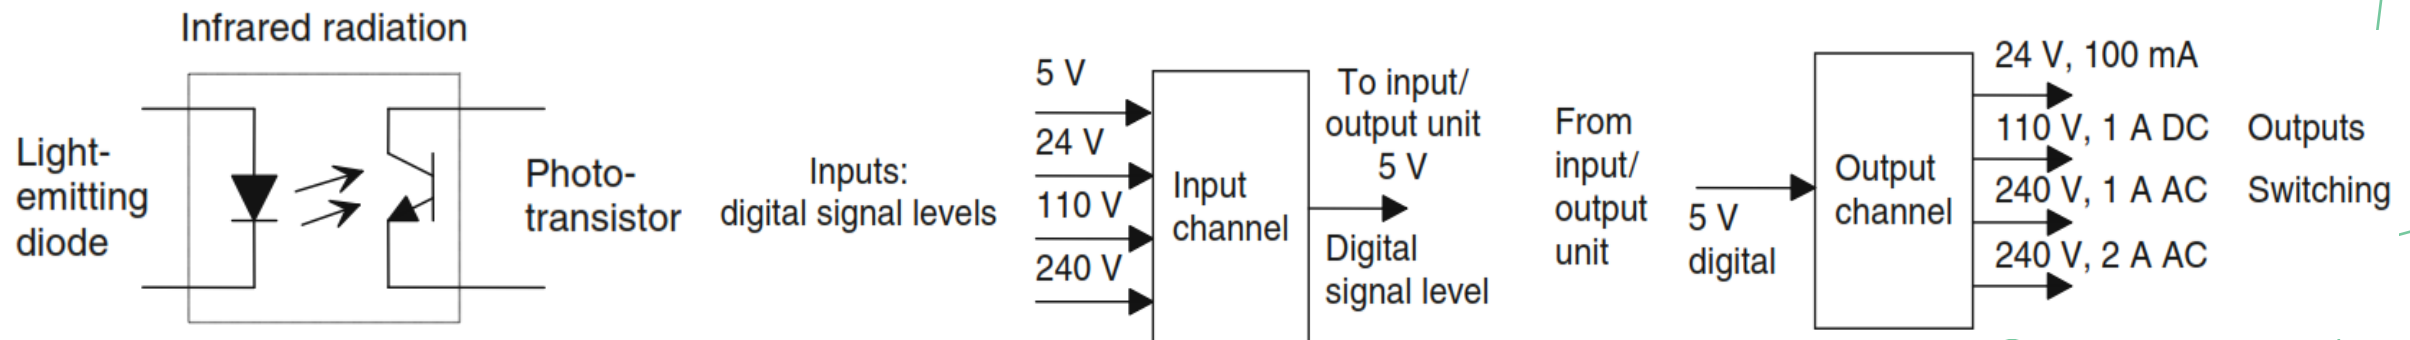 Infrared radiation
Light-
emitting
diode
Photo-
transistor
Inputs:
digital signal levels
5 V
24 V
110 V
240 V
Input
channel
To input/
output unit
5 V
Digital
signal level
From
input/
output
unit
5 V
digital
Output
channel
24 V, 100 mA
110 V, 1 A DC
240 V, 1 A AC
240 V, 2 A AC
Outputs
Switching